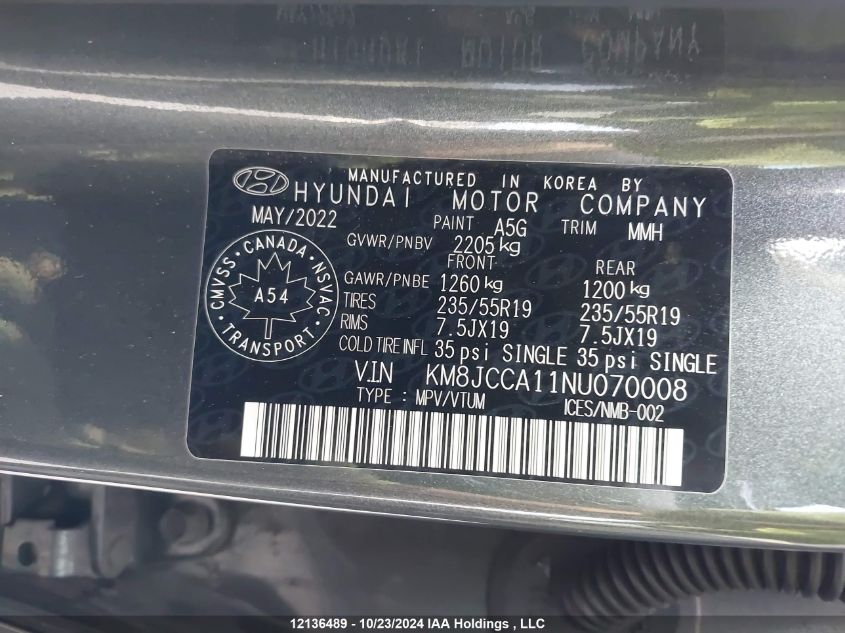 MANUFACTURED IN KOREA BY
HYUNDAI MOTOR COMPANY
MAY/2022 PAINT A5G TRIM MMH
GVWR/PNBV 2205 kg
FRONT REAR
GAWR/PNBE 1260 kg 1200 kg
TIRES 235/55R19 235/55R19
RIMS 7.5JX19 7.5JX19
COLD TIRE INFL 35 psi SINGLE 35 psi SINGLE
CMVSS · CANADA · NSVAC
A54
· TRANSPORT ·
V.I.N KM8JCCA11NU070008
TYPE : MPV/VTUM ICES/NMB-002
12136489 - 10/23/2024 IAA Holdings , LLC